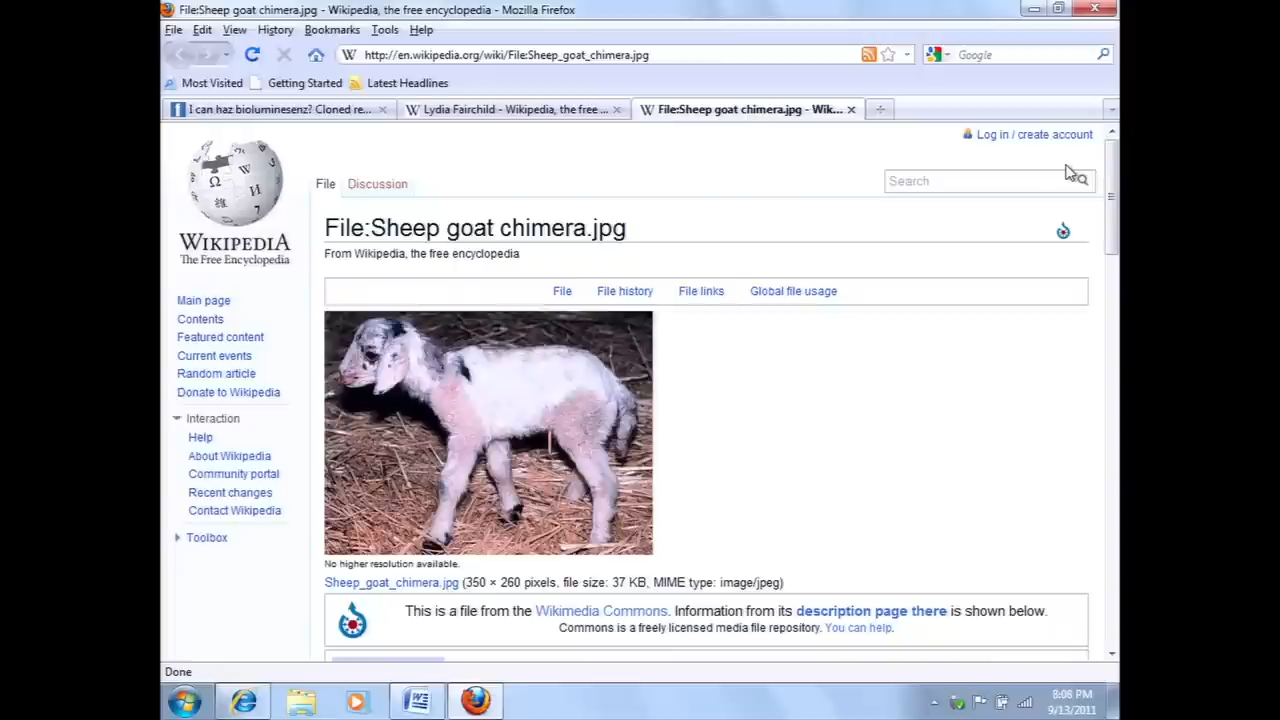 File:Sheep goat chimera.jpg - Wikipedia, the free encyclopedia - Mozilla Firefox
File Edit View History Bookmarks Tools Help
W http://en.wikipedia.org/wiki/File:Sheep_goat_chimera.jpg Google
Most Visited Getting Started Latest Headlines
I can haz bioluminesenz? Cloned re... Lydia Fairchild - Wikipedia, the free ... File:Sheep goat chimera.jpg - Wik...
Log in / create account
File Discussion Search
WIKIPEDIA
The Free Encyclopedia
File:Sheep goat chimera.jpg
From Wikipedia, the free encyclopedia
File File history File links Global file usage
Main page
Contents
Featured content
Current events
Random article
Donate to Wikipedia
Interaction
Help
About Wikipedia
Community portal
Recent changes
Contact Wikipedia
Toolbox
No higher resolution available.
Sheep_goat_chimera.jpg (350 × 260 pixels, file size: 37 KB, MIME type: image/jpeg)
This is a file from the Wikimedia Commons. Information from its description page there is shown below.
Commons is a freely licensed media file repository. You can help.
Done
8:08 PM
9/13/2011